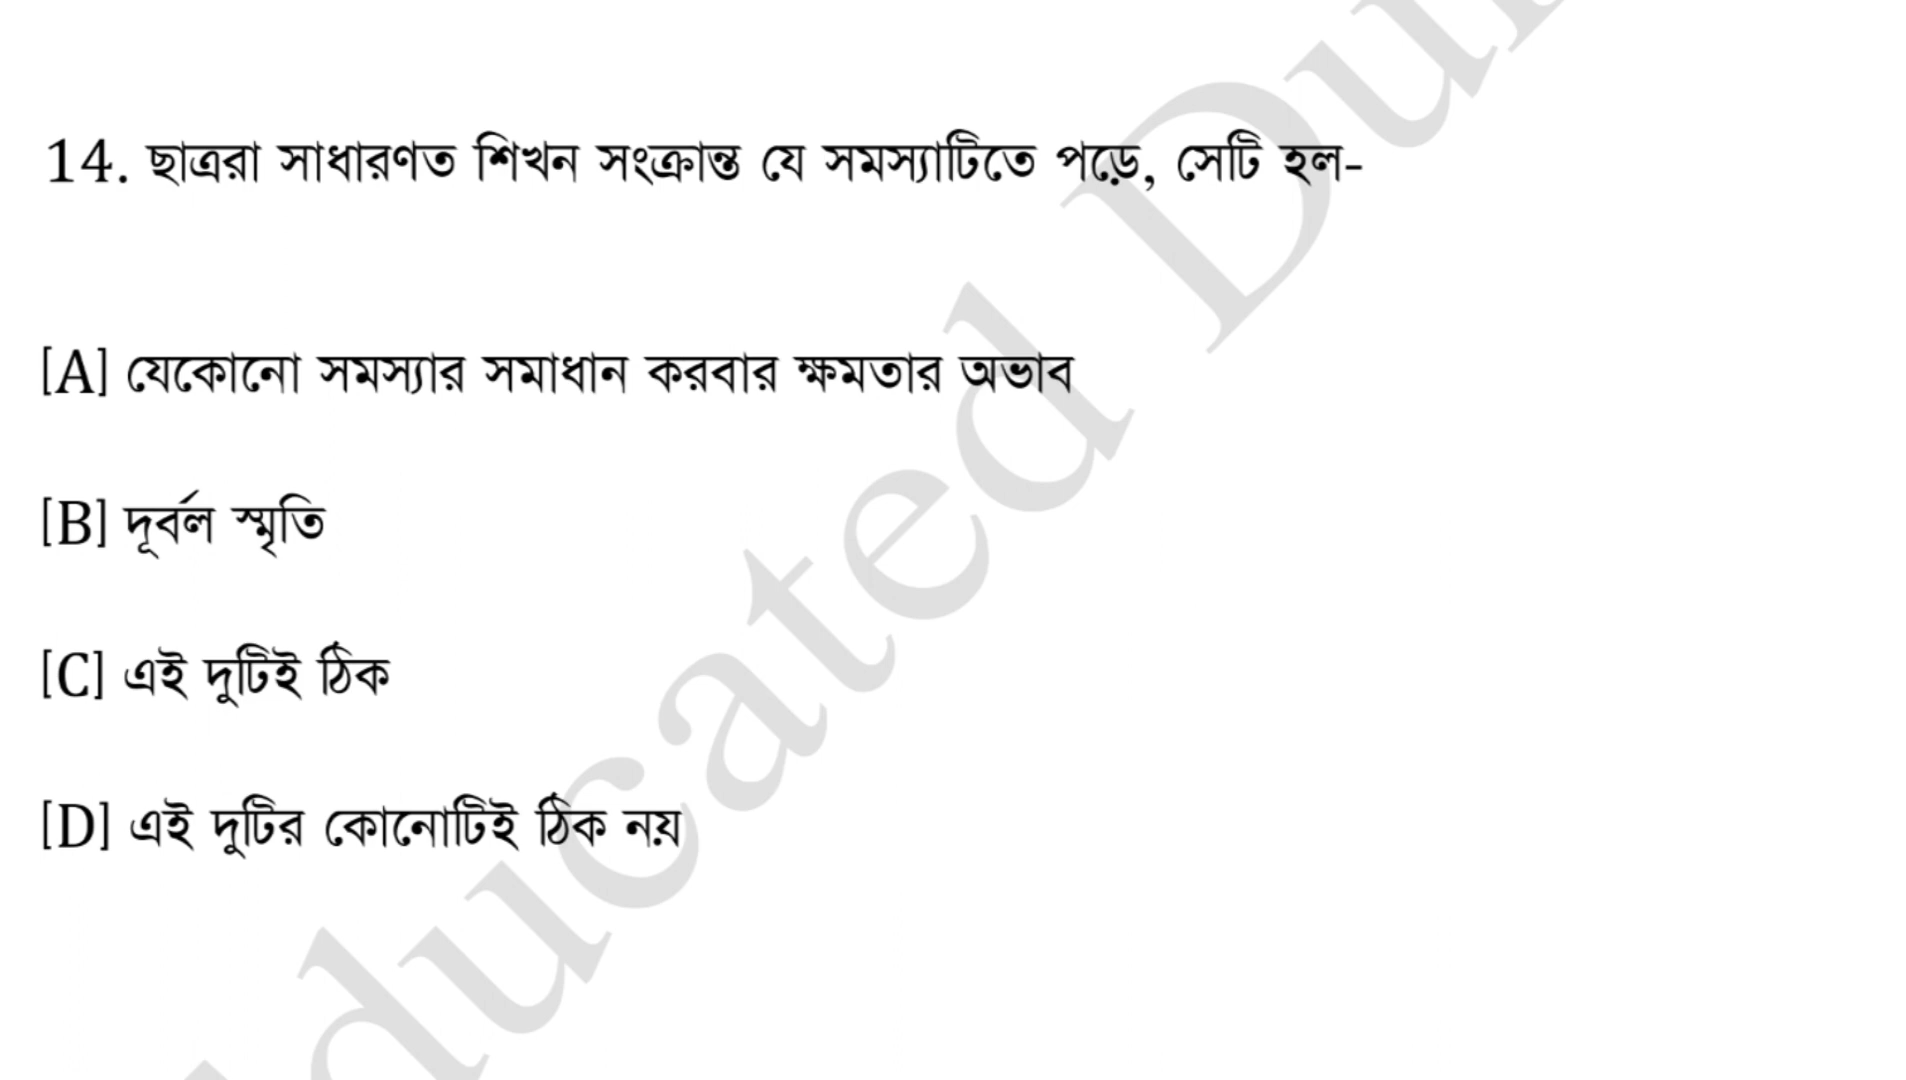 14. ছাত্ররা সাধারণত শিখন সংক্রান্ত যে সমস্যাটিতে পড়ে, সেটি হল-
[A] যেকোনো সমস্যার সমাধান করবার ক্ষমতার অভাব
[B] দূর্বল স্মৃতি
[C] এই দুটিই ঠিক
[D] এই দুটির কোনোটিই ঠিক নয়